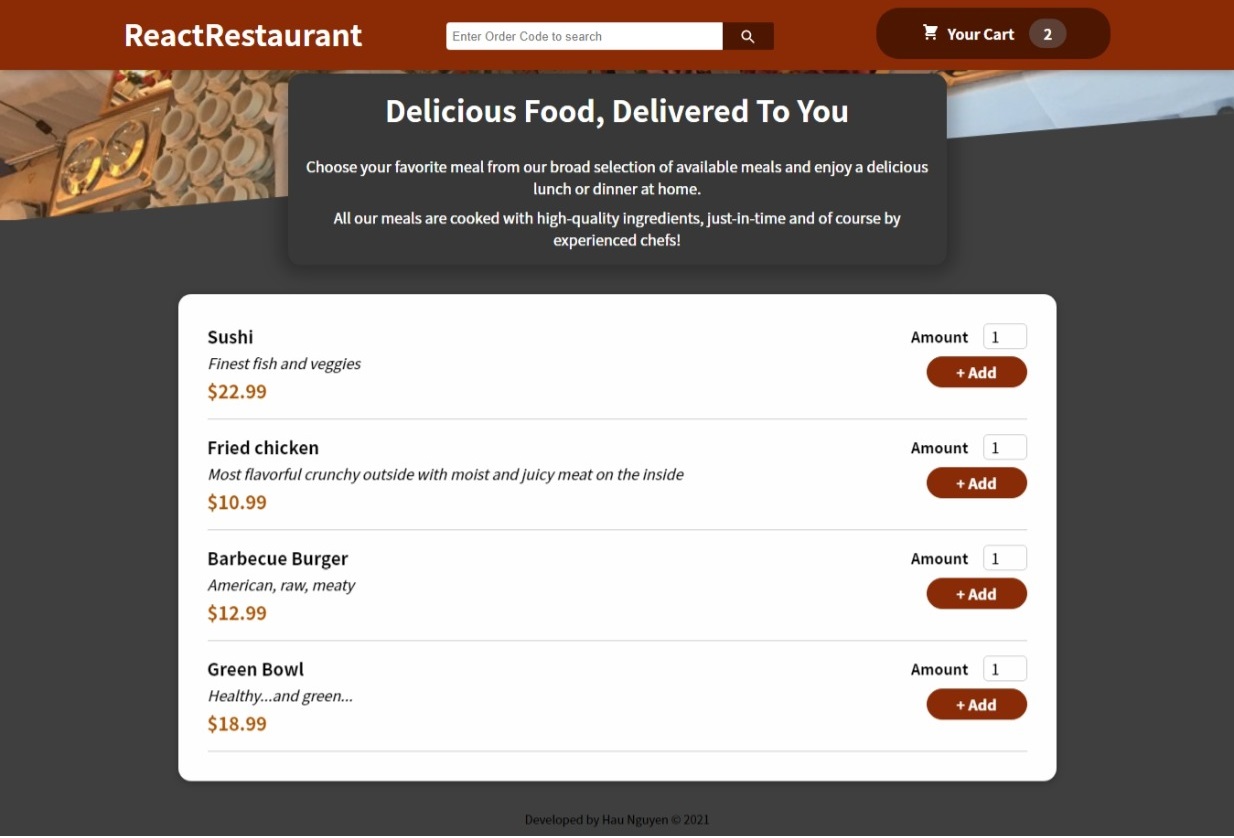 ReactRestaurant
Enter Order Code to search
Your Cart 2
Delicious Food, Delivered To You
Choose your favorite meal from our broad selection of available meals and enjoy a delicious
lunch or dinner at home.
All our meals are cooked with high-quality ingredients, just-in-time and of course by
experienced chefs!
Sushi
Finest fish and veggies
$22.99
Amount 1
+ Add
Fried chicken
Most flavorful crunchy outside with moist and juicy meat on the inside
$10.99
Amount 1
+ Add
Barbecue Burger
American, raw, meaty
$12.99
Amount 1
+ Add
Green Bowl
Healthy...and green...
$18.99
Amount 1
+ Add
Developed by Hau Nguyen © 2021